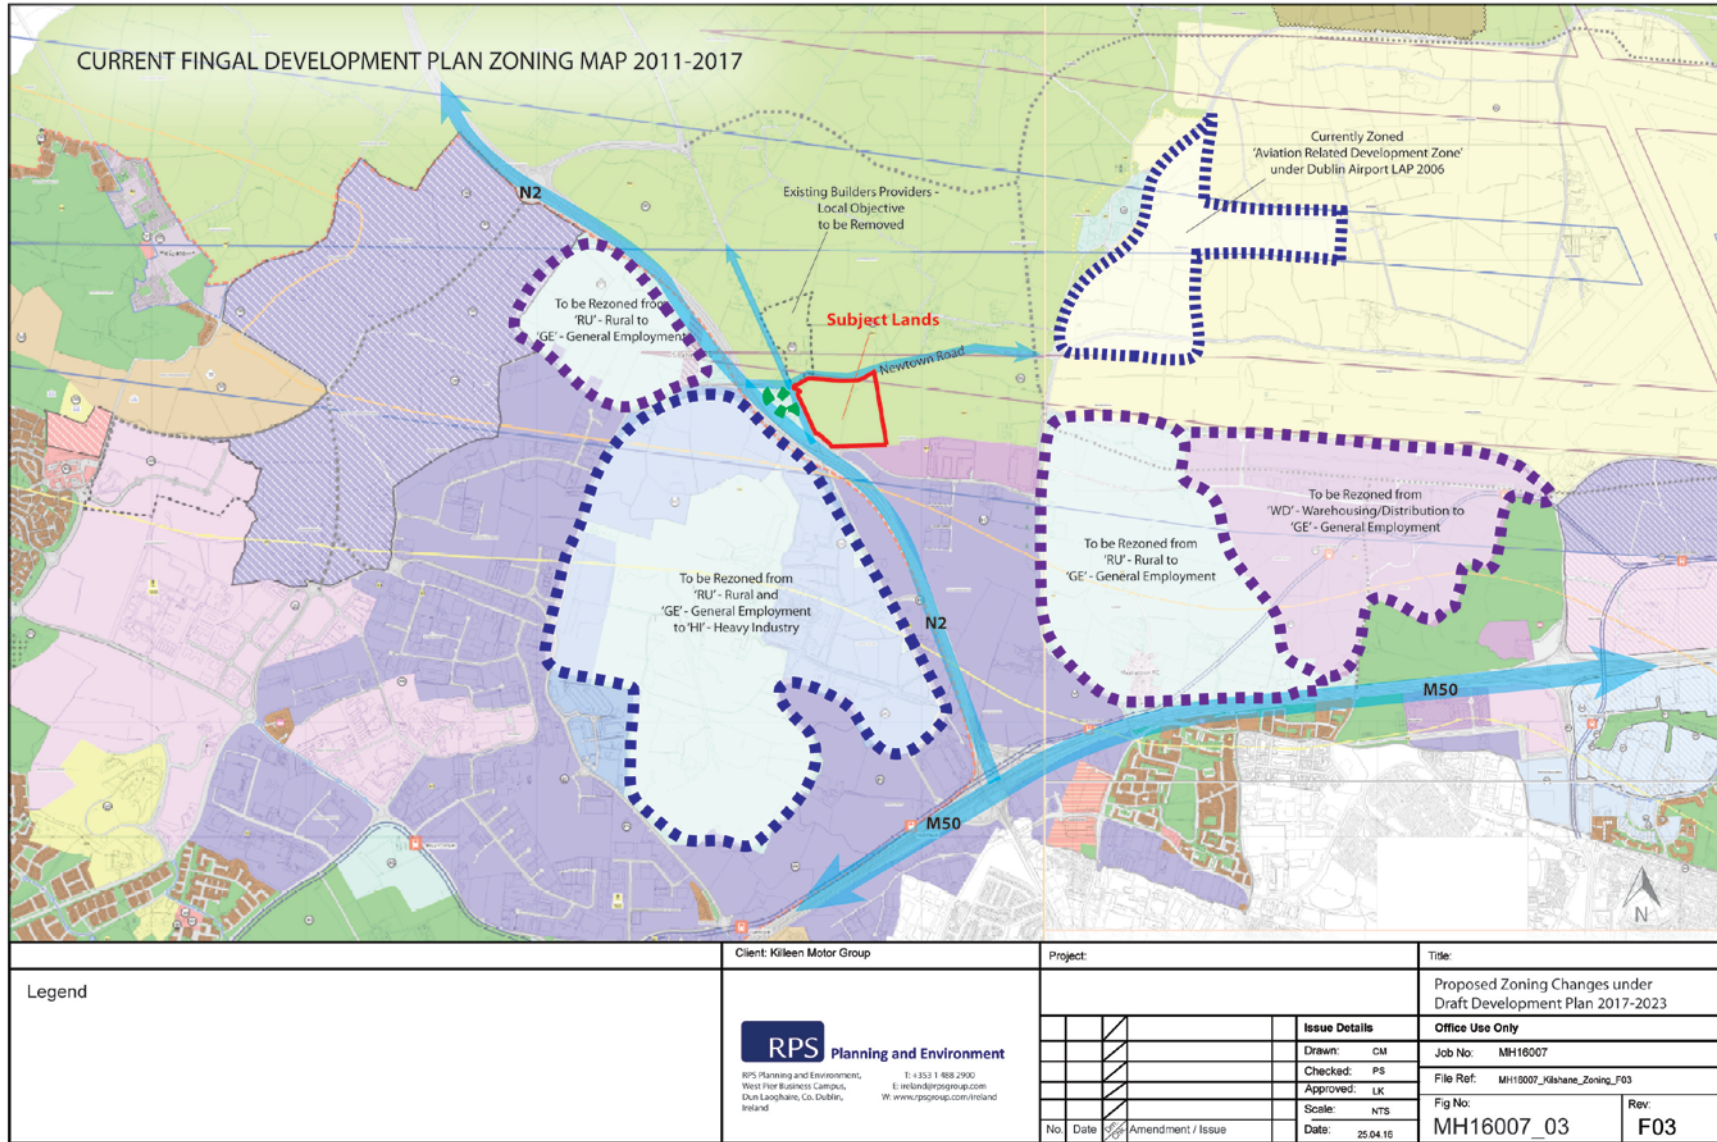 CURRENT FINGAL DEVELOPMENT PLAN ZONING MAP 2011-2017
Currently Zoned
'Aviation Related Development Zone'
under Dublin Airport LAP 2006
N2
Existing Builders Providers -
Local Objective
to be Removed
To be Rezoned from
'RU' - Rural to
'GE' - General Employment
Subject Lands
Newtown Road
To be Rezoned from
'WD' - Warehousing/Distribution to
'GE' - General Employment
To be Rezoned from
'RU' - Rural to
'GE' - General Employment
To be Rezoned from
'RU' - Rural and
'GE' - General Employment
to 'HI' - Heavy Industry
N2
M50
M50
N
Legend
Client: Killeen Motor Group
RPS Planning and Environment
RPS Planning and Environment,
West Pier Business Campus,
Dun Laoghaire, Co. Dublin,
Ireland
T: +353 1 488 2900
E: ireland@rpsgroup.com
W: www.rpsgroup.com/ireland
Project:
No. Date Amendment / Issue
Issue Details
Drawn: CM
Checked: PS
Approved: LK
Scale: NTS
Date: 25.04.16
Title:
Proposed Zoning Changes under
Draft Development Plan 2017-2023
Office Use Only
Job No: MH16007
File Ref: MH16007_Kilshane_Zoning_F03
Fig No:
MH16007_03
Rev:
F03